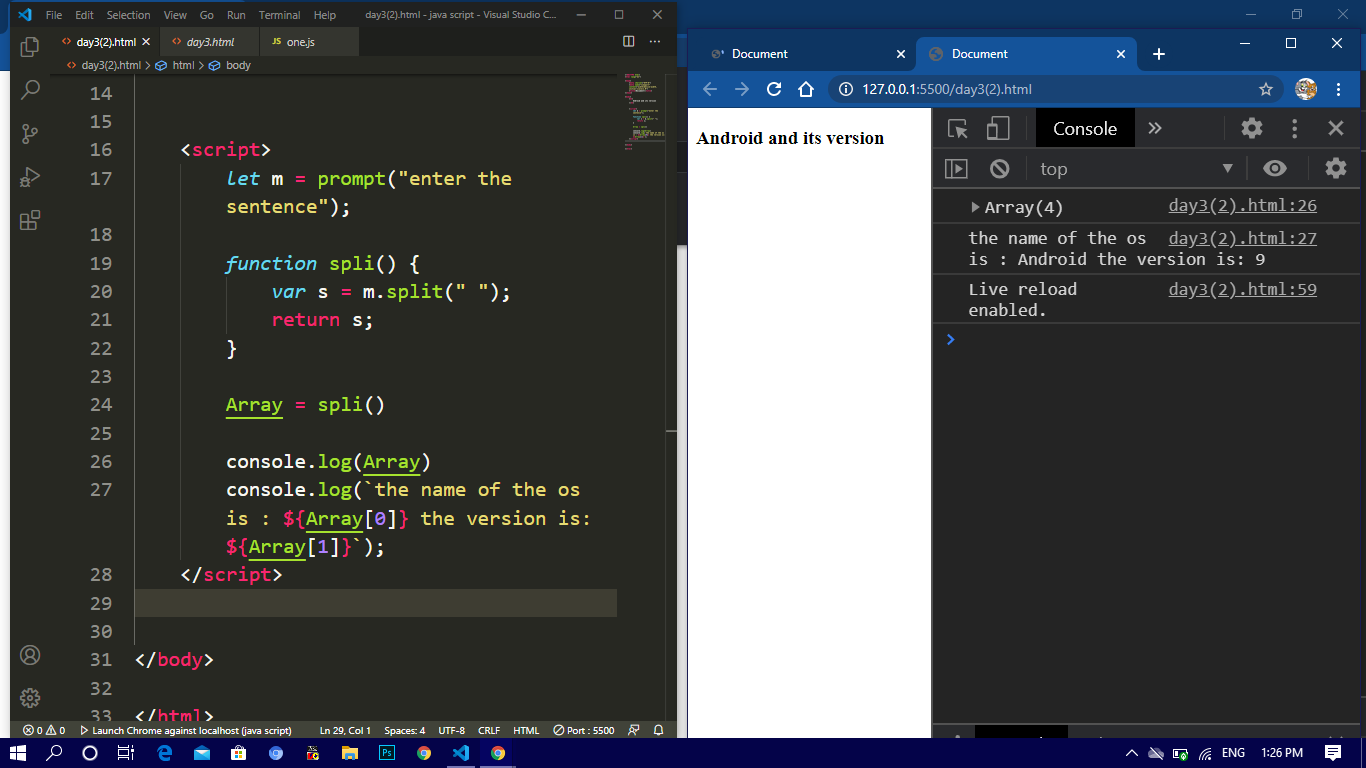 File Edit Selection View Go Run Terminal Help day3(2).html - java script - Visual Studio C...
day3(2).html day3.html JS one.js
day3(2).html > html > body
14
15
16 <script>
17 let m = prompt("enter the
sentence");
18
19 function spli() {
20 var s = m.split(" ");
21 return s;
22 }
23
24 Array = spli()
25
26 console.log(Array)
27 console.log(`the name of the os
is : ${Array[0]} the version is:
${Array[1]}`);
28 </script>
29
30
31 </body>
32
33 </html>
0 0 Launch Chrome against localhost (java script) Ln 29, Col 1 Spaces: 4 UTF-8 CRLF HTML Port : 5500
Document Document
127.0.0.1:5500/day3(2).html
Android and its version
Console
top
Array(4) day3(2).html:26
the name of the os day3(2).html:27
is : Android the version is: 9
Live reload day3(2).html:59
enabled.
Ps ENG 1:26 PM